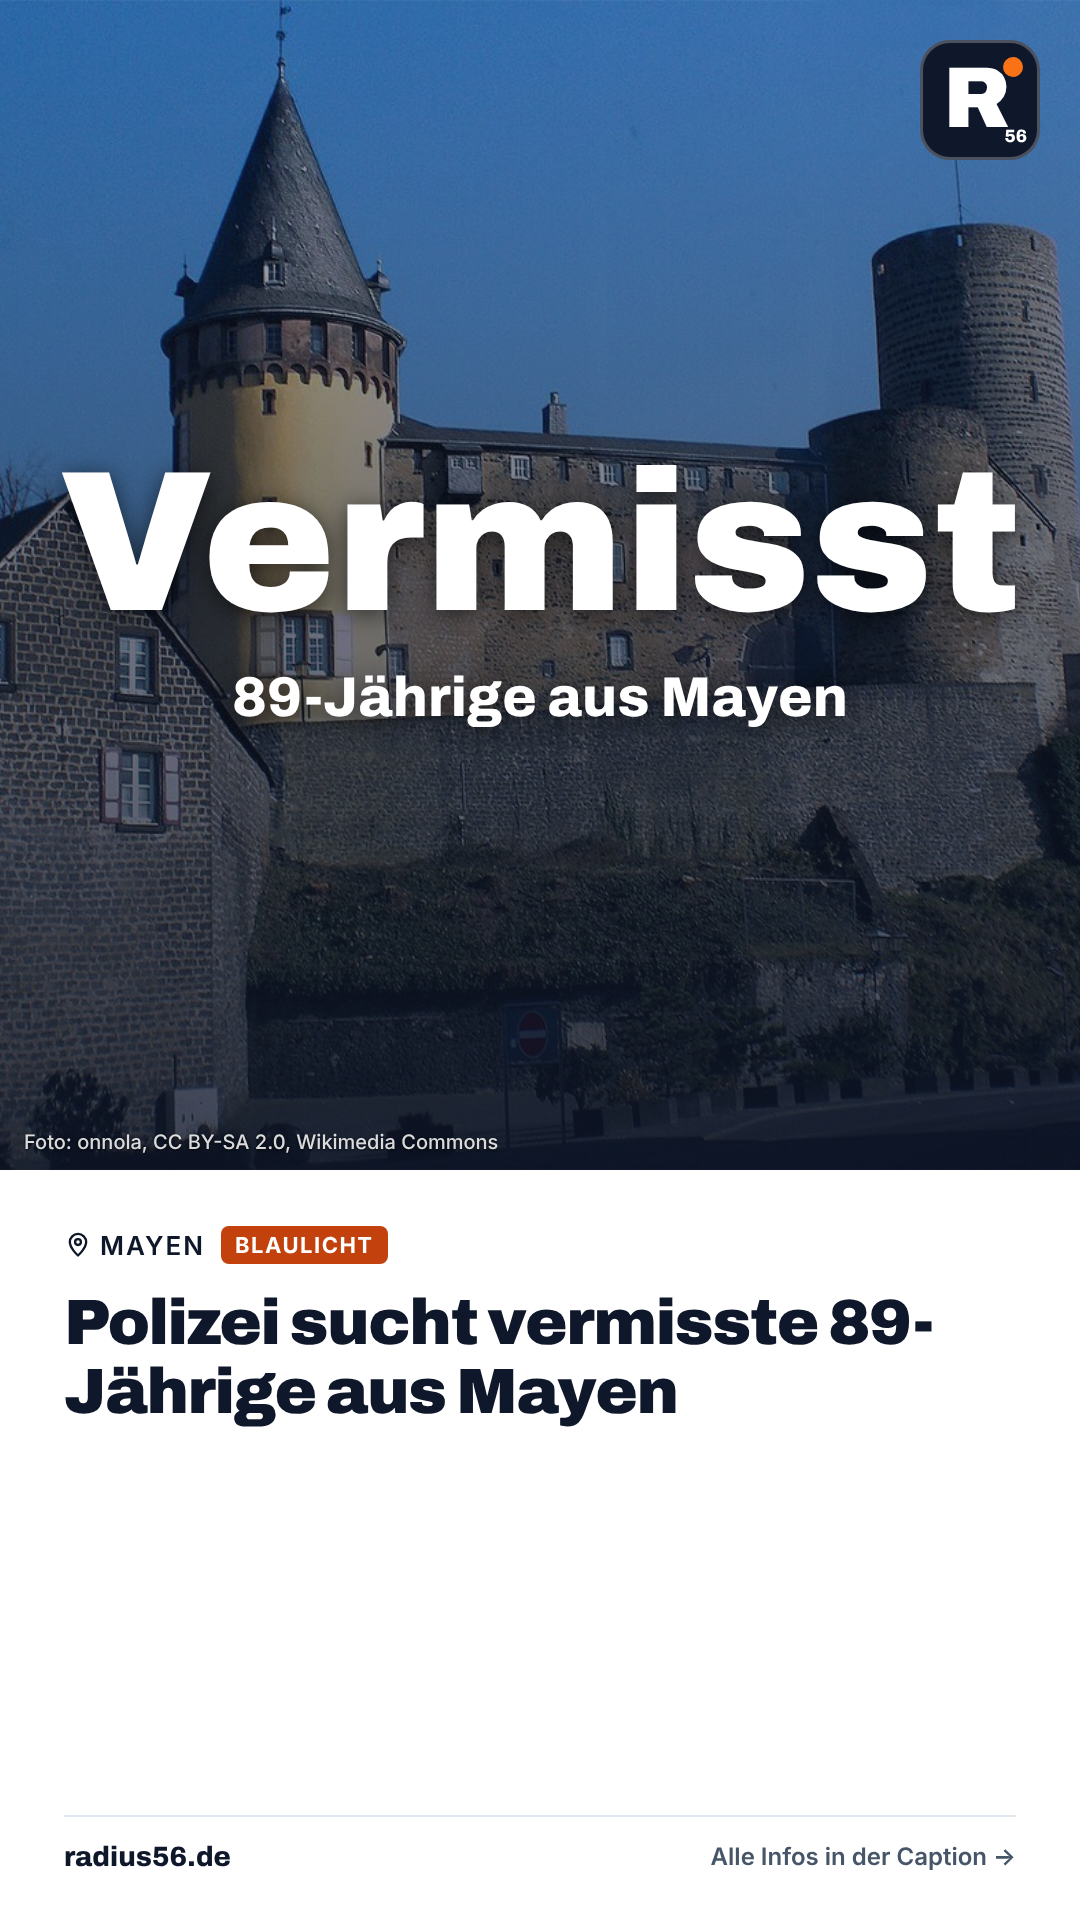 R
56
Vermisst
89-Jährige aus Mayen
Foto: onnola, CC BY-SA 2.0, Wikimedia Commons
MAYEN BLAULICHT
Polizei sucht vermisste 89-
Jährige aus Mayen
radius56.de Alle Infos in der Caption →